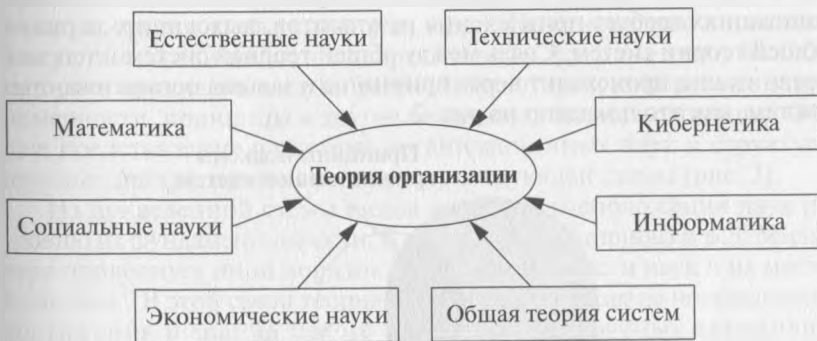 Естественные науки
Технические науки
Математика
Кибернетика
Теория организации
Социальные науки
Информатика
Экономические науки
Общая теория систем